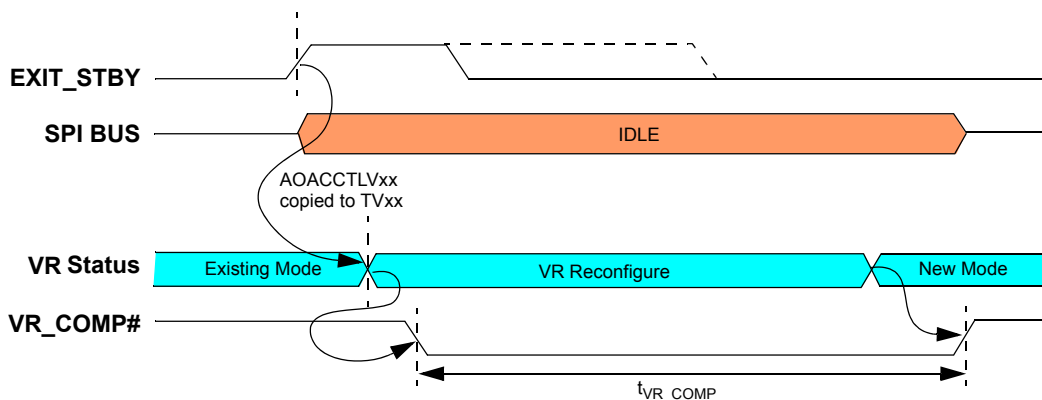 EXIT_STBY
SPI BUS
IDLE
AOACCTLVxx
copied to TVxx
VR Status
Existing Mode
VR Reconfigure
New Mode
VR_COMP#
tVR_COMP